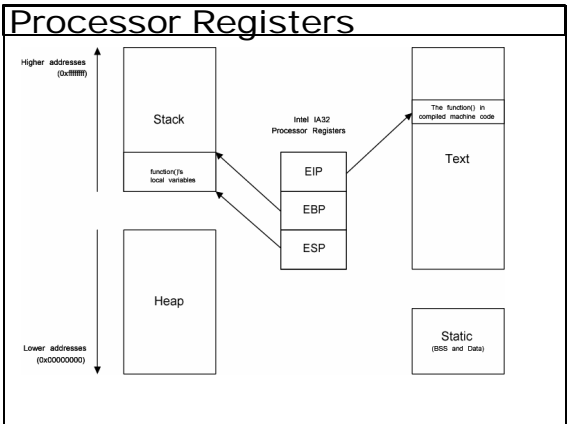 Processor Registers
Higher addresses
(0xffffffff)
Stack
function()'s
local variables
Intel IA32
Processor Registers
EIP
EBP
ESP
The function() in
compiled machine code
Text
Heap
Lower addresses
(0x00000000)
Static
(BSS and Data)